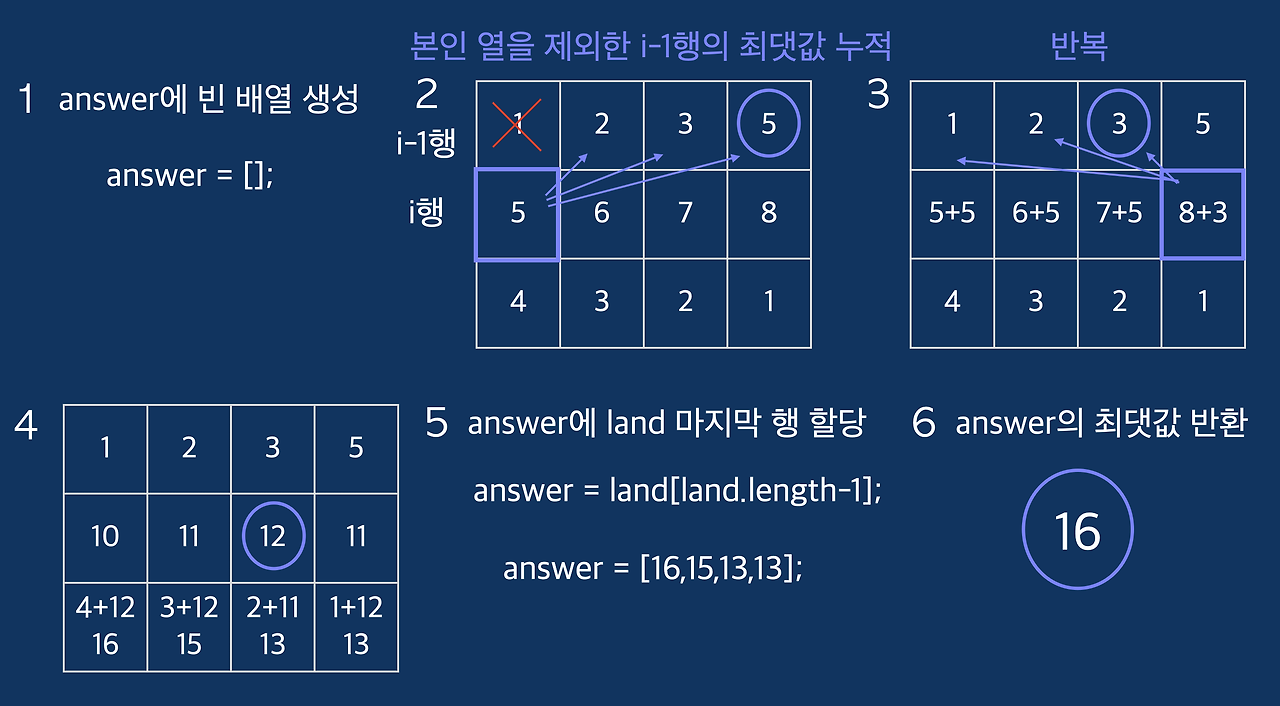 1 answer에 빈 배열 생성
answer = [];
본인 열을 제외한 i-1행의 최댓값 누적
2
i-1행
i행
1 2 3 5
5 6 7 8
4 3 2 1
반복
3
1 2 3 5
5+5 6+5 7+5 8+3
4 3 2 1
4
1 2 3 5
10 11 12 11
4+12 3+12 2+11 1+12
16 15 13 13
5 answer에 land 마지막 행 할당
answer = land[land.length-1];
answer = [16,15,13,13];
6 answer의 최댓값 반환
16